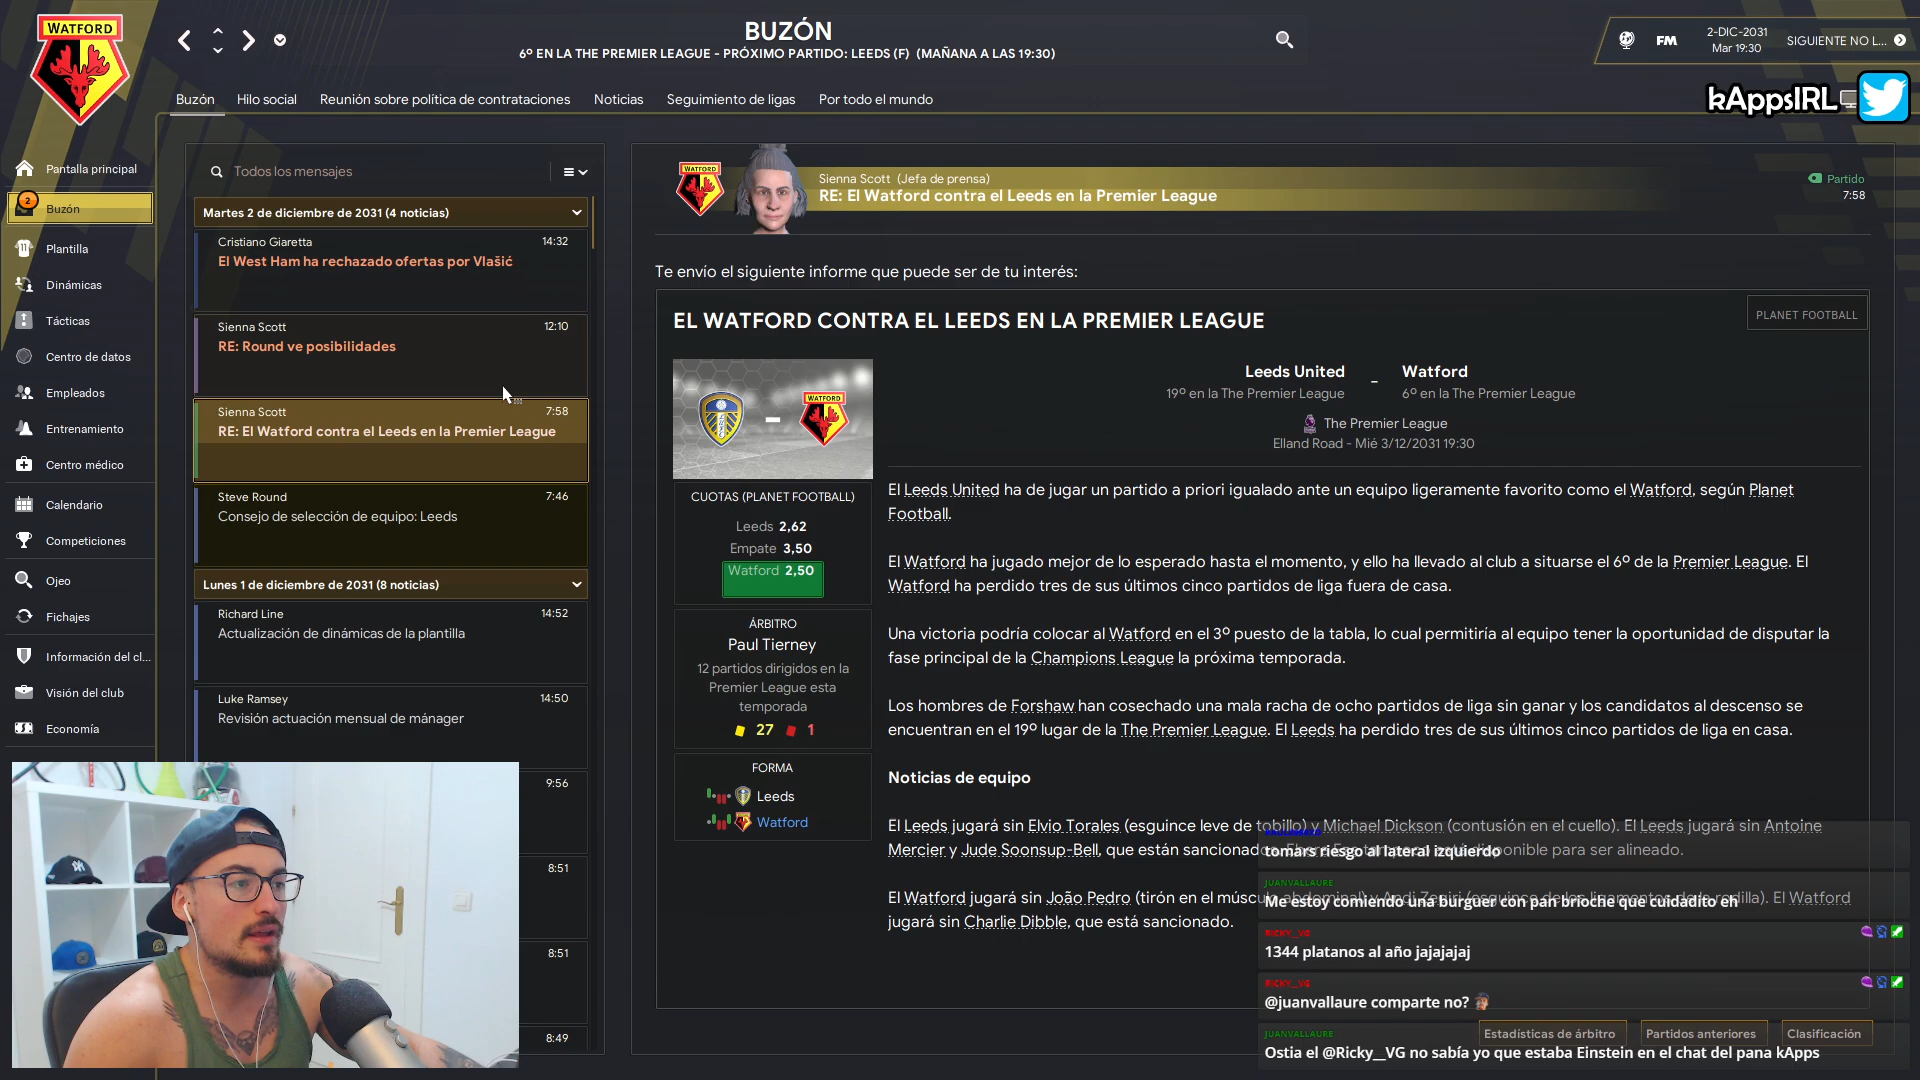 WATFORD
BUZÓN
6º EN LA THE PREMIER LEAGUE - PRÓXIMO PARTIDO: LEEDS (F) (MAÑANA A LAS 19:30)
FM
2-DIC-2031
Mar 19:30
SIGUIENTE NO L...
kAppsIRL
Buzón
Hilo social
Reunión sobre política de contrataciones
Noticias
Seguimiento de ligas
Por todo el mundo
Pantalla principal
2
Buzón
Plantilla
Dinámicas
Tácticas
Centro de datos
Empleados
Entrenamiento
Centro médico
Calendario
Competiciones
Ojeo
Fichajes
Información del cl...
Visión del club
Economía
Todos los mensajes
Martes 2 de diciembre de 2031 (4 noticias)
Cristiano Giaretta
14:32
El West Ham ha rechazado ofertas por Vlašić
Sienna Scott
12:10
RE: Round ve posibilidades
Sienna Scott
7:58
RE: El Watford contra el Leeds en la Premier League
Steve Round
7:46
Consejo de selección de equipo: Leeds
Lunes 1 de diciembre de 2031 (8 noticias)
Richard Line
14:52
Actualización de dinámicas de la plantilla
Luke Ramsey
14:50
Revisión actuación mensual de mánager
9:56
8:51
8:51
8:49
WATFORD
Sienna Scott (Jefa de prensa)
RE: El Watford contra el Leeds en la Premier League
Partido
7:58
Te envío el siguiente informe que puede ser de tu interés:
EL WATFORD CONTRA EL LEEDS EN LA PREMIER LEAGUE
PLANET FOOTBALL
WATFORD
Leeds United
-
Watford
19º en la The Premier League
6º en la The Premier League
The Premier League
Elland Road - Mié 3/12/2031 19:30
CUOTAS (PLANET FOOTBALL)
Leeds 2,62
Empate 3,50
Watford 2,50
ÁRBITRO
Paul Tierney
12 partidos dirigidos en la
Premier League esta
temporada
27
1
FORMA
Leeds
Watford
El Leeds United ha de jugar un partido a priori igualado ante un equipo ligeramente favorito como el Watford, según Planet
Football.
El Watford ha jugado mejor de lo esperado hasta el momento, y ello ha llevado al club a situarse el 6º de la Premier League. El
Watford ha perdido tres de sus últimos cinco partidos de liga fuera de casa.
Una victoria podría colocar al Watford en el 3º puesto de la tabla, lo cual permitiría al equipo tener la oportunidad de disputar la
fase principal de la Champions League la próxima temporada.
Los hombres de Forshaw han cosechado una mala racha de ocho partidos de liga sin ganar y los candidatos al descenso se
encuentran en el 19º lugar de la The Premier League. El Leeds ha perdido tres de sus últimos cinco partidos de liga en casa.
Noticias de equipo
El Leeds jugará sin Elvio Torales (esguince leve de tobillo) y Michael Dickson (contusión en el cuello). El Leeds jugará sin Antoine
Mercier y Jude Soonsup-Bell, que están sancionados. disponible para ser alineado.
El Watford jugará sin João Pedro (tirón en el músculo abdominal) y Andi Zeqiri (esguince de los ligamentos de la rodilla). El Watford
jugará sin Charlie Dibble, que está sancionado.
tomars riesgo al lateral izquierdo
JUANVALLAURE
Me estoy comiendo una burguer con pan brioche que cuidadito eh
RICKY__VG
1344 platanos al año jajajajaj
RICKY__VG
@juanvallaure comparte no?
JUANVALLAURE
Ostia el @Ricky__VG no sabía yo que estaba Einstein en el chat del pana kApps
Estadísticas de árbitro
Partidos anteriores
Clasificación